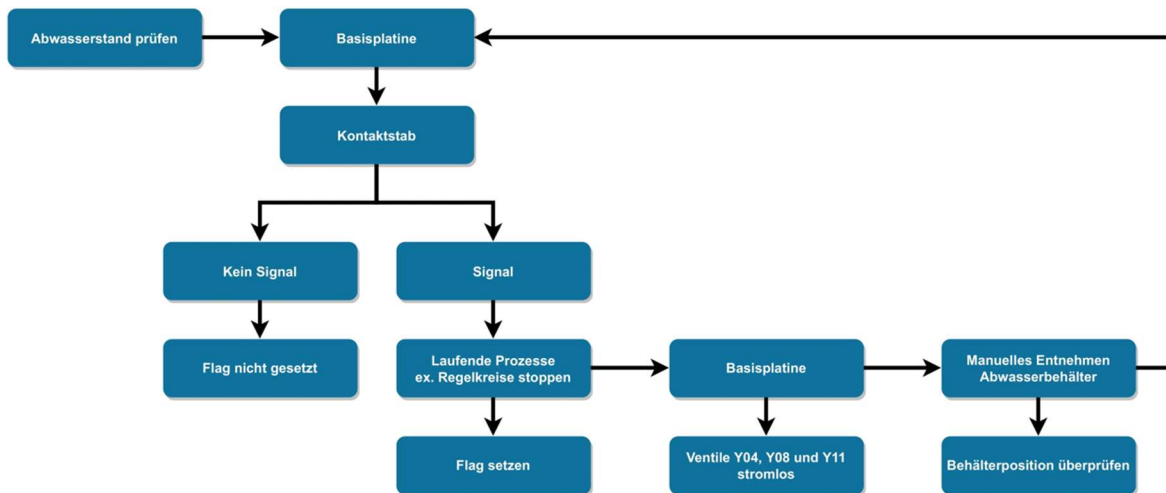 Abwasserstand prüfen
Basisplatine
Kontaktstab
Kein Signal
Signal
Flag nicht gesetzt
Laufende Prozesse
ex. Regelkreise stoppen
Basisplatine
Manuelles Entnehmen
Abwasserbehälter
Flag setzen
Ventile Y04, Y08 und Y11
stromlos
Behälterposition überprüfen